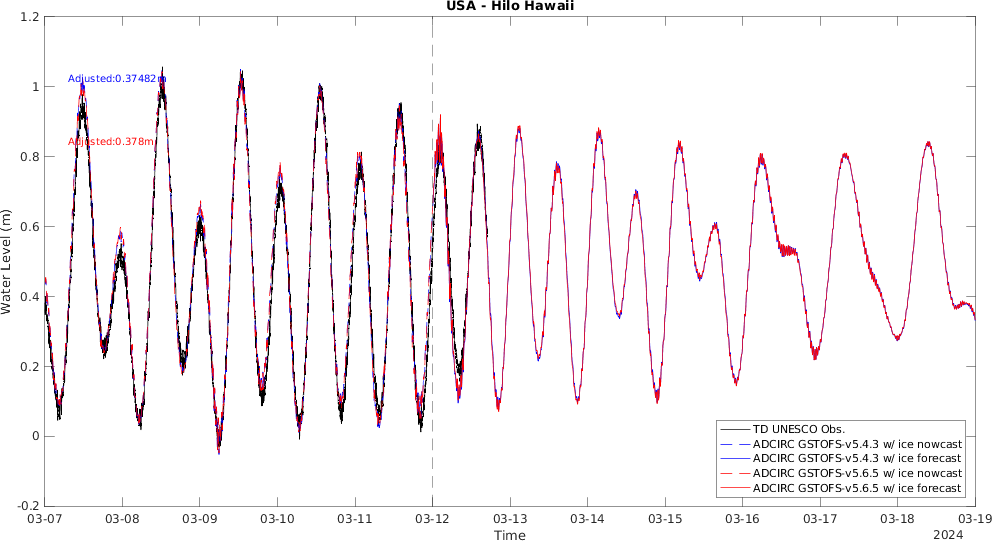 USA - Hilo Hawaii
1.2
1
0.8
0.6
0.4
0.2
0
-0.2
Water Level (m)
Adjusted:0.37482m
Adjusted:0.378m
TD UNESCO Obs.
ADCIRC GSTOFS-v5.4.3 w/ ice nowcast
ADCIRC GSTOFS-v5.4.3 w/ ice forecast
ADCIRC GSTOFS-v5.6.5 w/ ice nowcast
ADCIRC GSTOFS-v5.6.5 w/ ice forecast
03-07 03-08 03-09 03-10 03-11 03-12 03-13 03-14 03-15 03-16 03-17 03-18 03-19
Time
2024